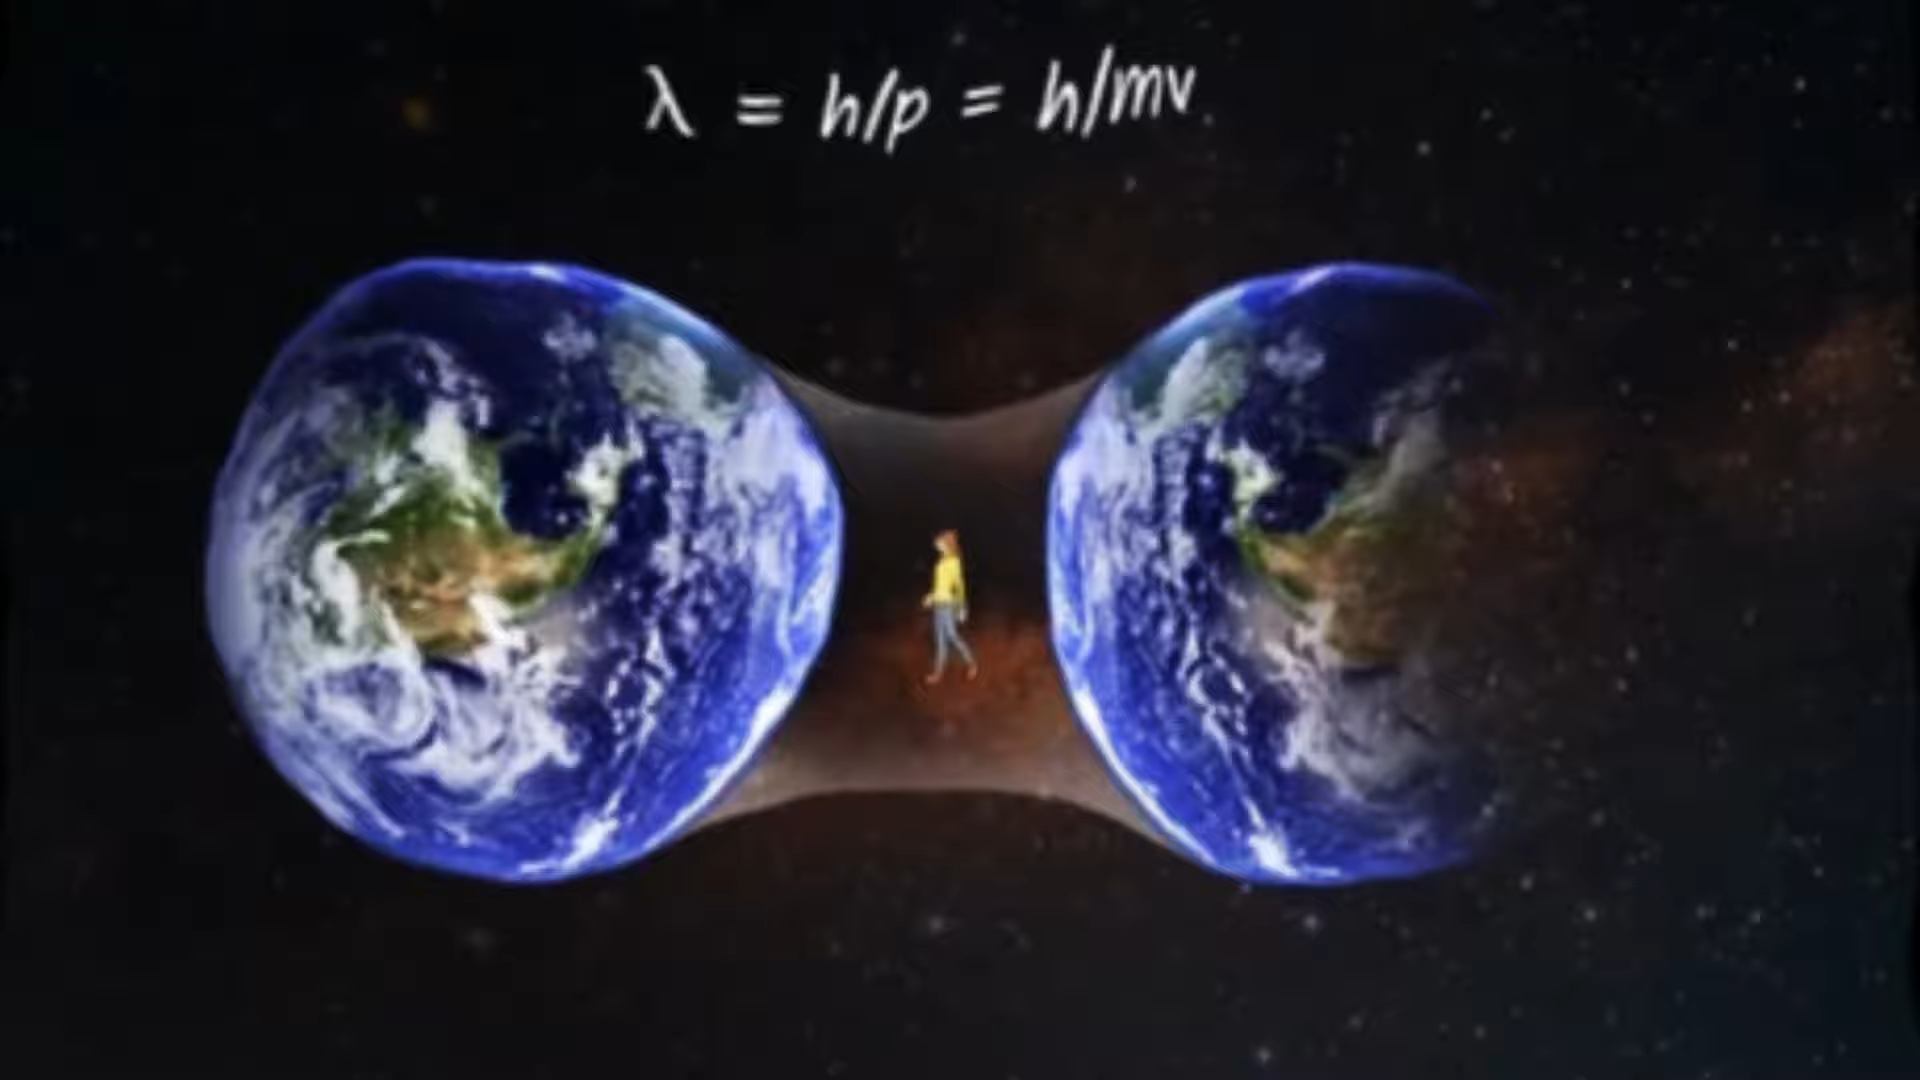 λ = h/p = h/mv